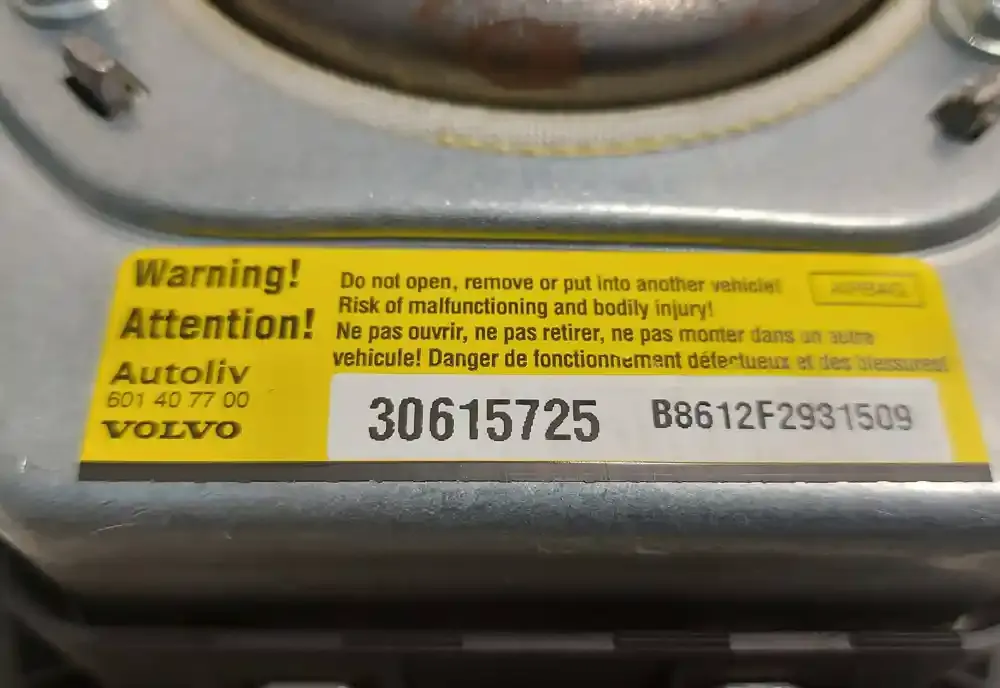 Warning!
Attention!
Autoliv
601 40 77 00
VOLVO
Do not open, remove or put into another vehicle!
Risk of malfunctioning and bodily injury!
Ne pas ouvrir, ne pas retirer, ne pas monter dans un autre
vehicule! Danger de fonctionnement défectueux et des blessures!
30615725
B8612F2931509